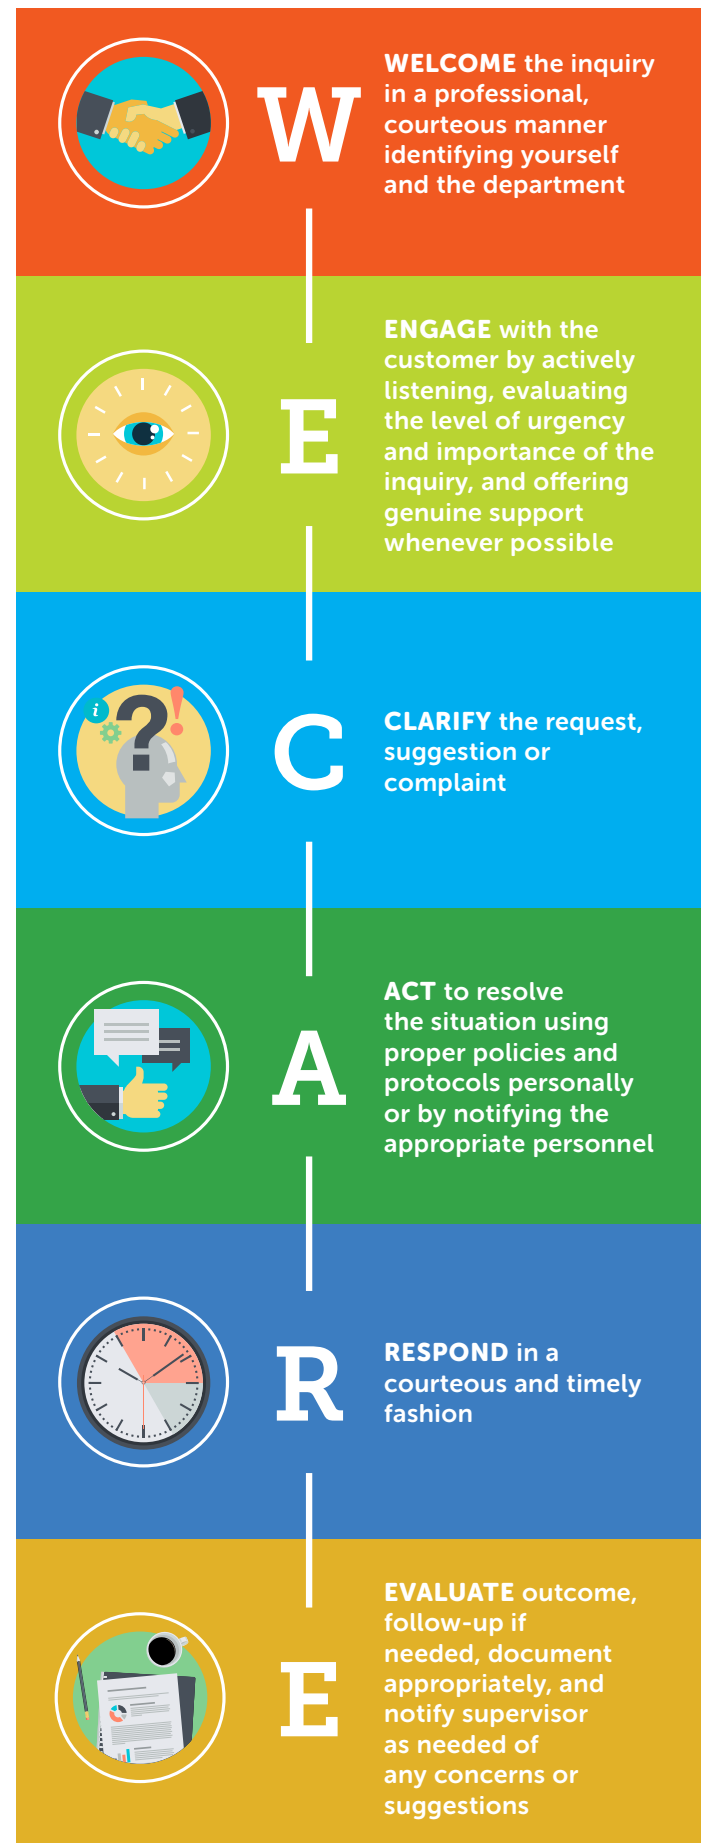 W
WELCOME the inquiry
in a professional,
courteous manner
identifying yourself
and the department
E
ENGAGE with the
customer by actively
listening, evaluating
the level of urgency
and importance of the
inquiry, and offering
genuine support
whenever possible
i
?
!
C
CLARIFY the request,
suggestion or
complaint
A
ACT to resolve
the situation using
proper policies and
protocols personally
or by notifying the
appropriate personnel
R
RESPOND in a
courteous and timely
fashion
E
EVALUATE outcome,
follow-up if
needed, document
appropriately, and
notify supervisor
as needed of
any concerns or
suggestions